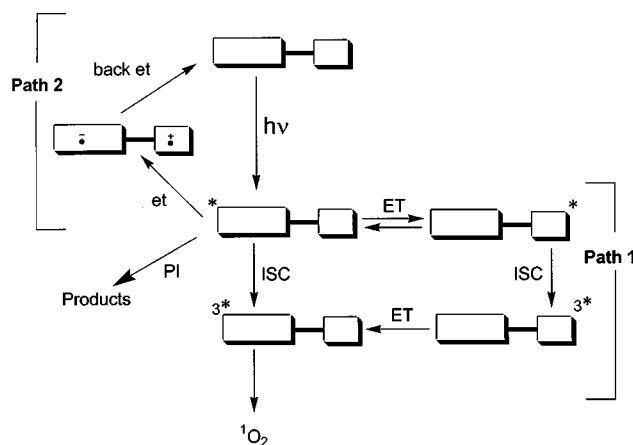 back et
Path 2
hν
– •
+ •
et
*
ET
*
PI
ISC
ISC
Path 1
Products
3*
ET
3*
¹O₂